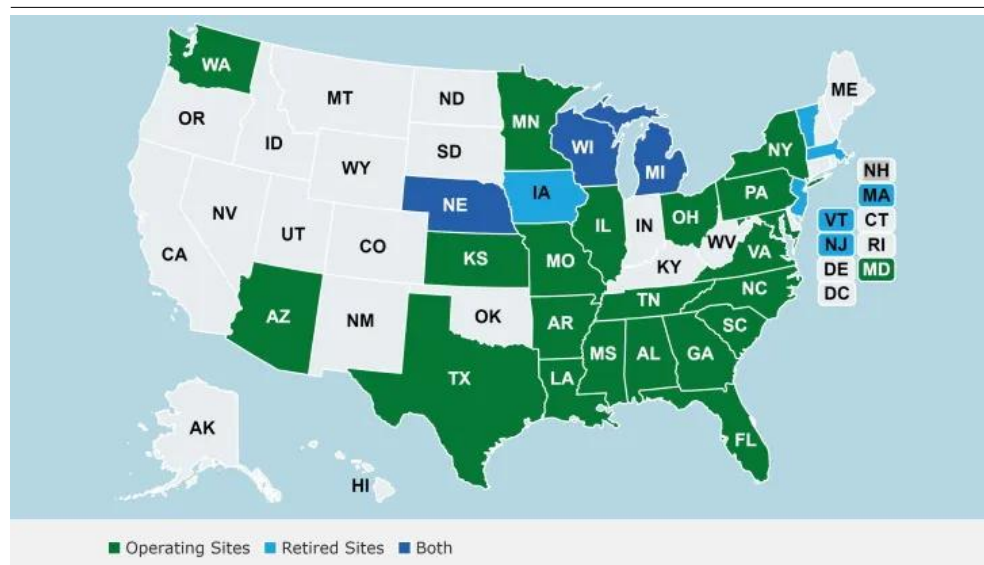 WA
ME
MT
ND
OR
MN
ID
SD
WI
NY
WY
MI
NH
IA
PA
MA
NE
NV
IL
IN
OH
VT
CT
UT
WV
VA
NJ
RI
CA
CO
KS
MO
KY
DE
MD
NC
DC
TN
AZ
NM
OK
AR
SC
MS
AL
GA
TX
LA
AK
FL
HI
Operating Sites
Retired Sites
Both